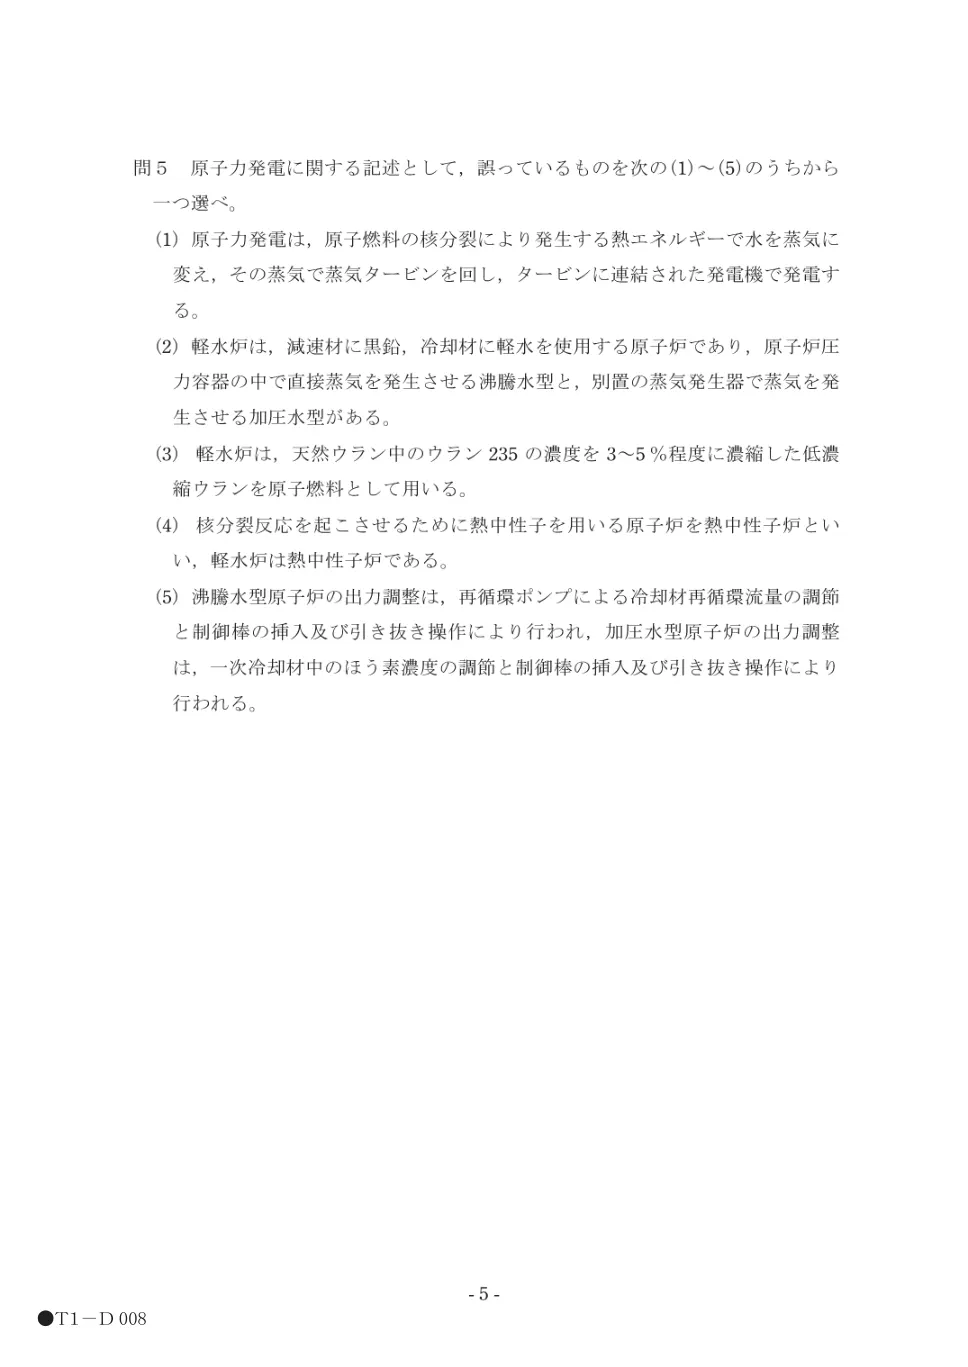 問５　原子力発電に関する記述として，誤っているものを次の(1)～(5)のうちから
一つ選べ。
(1) 原子力発電は，原子燃料の核分裂により発生する熱エネルギーで水を蒸気に
変え，その蒸気で蒸気タービンを回し，タービンに連結された発電機で発電す
る。
(2) 軽水炉は，減速材に黒鉛，冷却材に軽水を使用する原子炉であり，原子炉圧
力容器の中で直接蒸気を発生させる沸騰水型と，別置の蒸気発生器で蒸気を発
生させる加圧水型がある。
(3) 軽水炉は，天然ウラン中のウラン 235 の濃度を 3～5 %程度に濃縮した低濃
縮ウランを原子燃料として用いる。
(4) 核分裂反応を起こさせるために熱中性子を用いる原子炉を熱中性子炉とい
い，軽水炉は熱中性子炉である。
(5) 沸騰水型原子炉の出力調整は，再循環ポンプによる冷却材再循環流量の調節
と制御棒の挿入及び引き抜き操作により行われ，加圧水型原子炉の出力調整
は，一次冷却材中のほう素濃度の調節と制御棒の挿入及び引き抜き操作により
行われる。
- 5 -
●T1－D 008